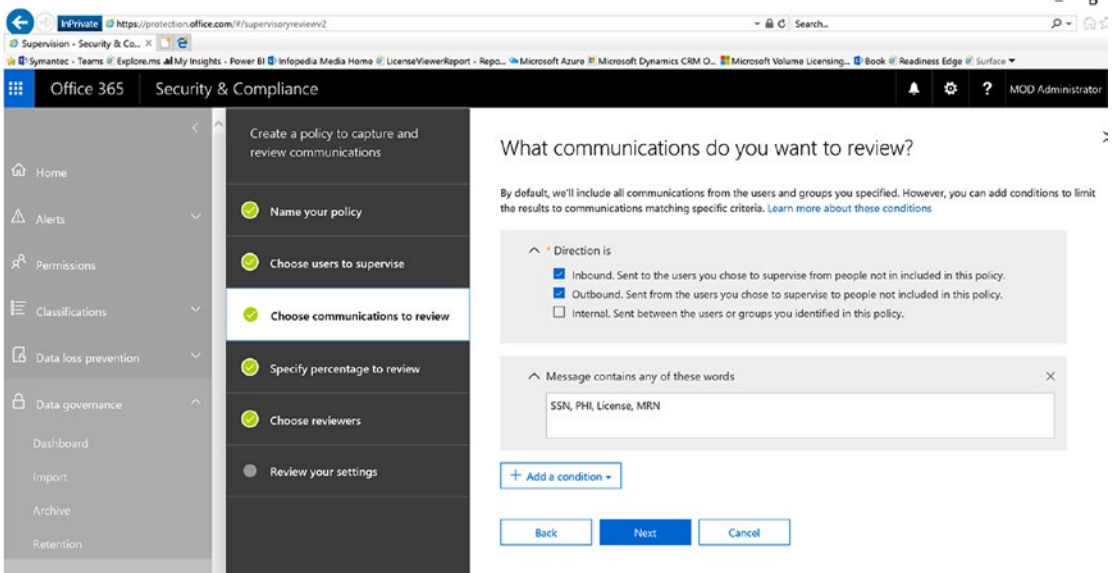 InPrivate https://protection.office.com/#/supervisoryreviewv2 Search...
Supervision - Security & Co...
Symantec - Teams Explore.ms My Insights - Power BI Infopedia Media Home LicenseViewerReport - Repo... Microsoft Azure Microsoft Dynamics CRM O... Microsoft Volume Licensing... Book Readiness Edge Surface
Office 365 Security & Compliance ? MOD Administrator
Home
Alerts
Permissions
Classifications
Data loss prevention
Data governance
Dashboard
Import
Archive
Retention
Create a policy to capture and
review communications
Name your policy
Choose users to supervise
Choose communications to review
Specify percentage to review
Choose reviewers
Review your settings
What communications do you want to review?
By default, we'll include all communications from the users and groups you specified. However, you can add conditions to limit
the results to communications matching specific criteria. Learn more about these conditions
* Direction is
Inbound. Sent to the users you chose to supervise from people not in included in this policy.
Outbound. Sent from the users you chose to supervise to people not included in this policy.
Internal. Sent between the users or groups you identified in this policy.
Message contains any of these words
SSN, PHI, License, MRN
+ Add a condition
Back Next Cancel